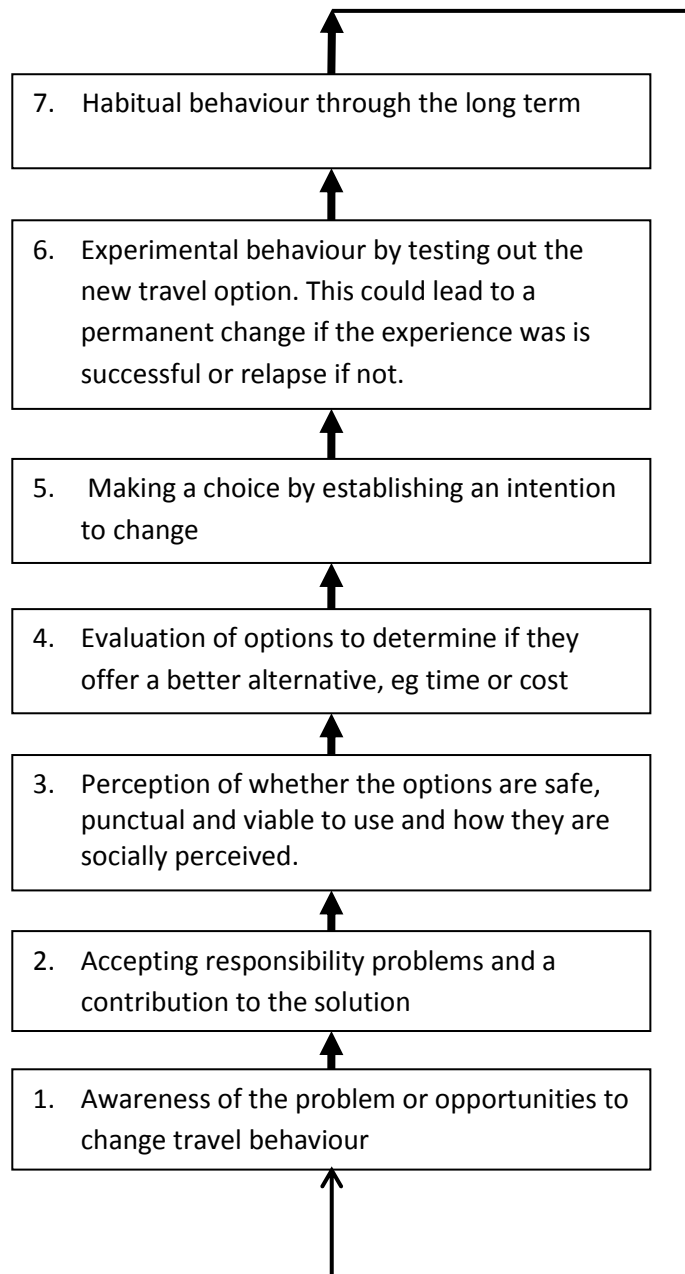 7. Habitual behaviour through the long term
6. Experimental behaviour by testing out the
new travel option. This could lead to a
permanent change if the experience was is
successful or relapse if not.
5. Making a choice by establishing an intention
to change
4. Evaluation of options to determine if they
offer a better alternative, eg time or cost
3. Perception of whether the options are safe,
punctual and viable to use and how they are
socially perceived.
2. Accepting responsibility problems and a
contribution to the solution
1. Awareness of the problem or opportunities to
change travel behaviour